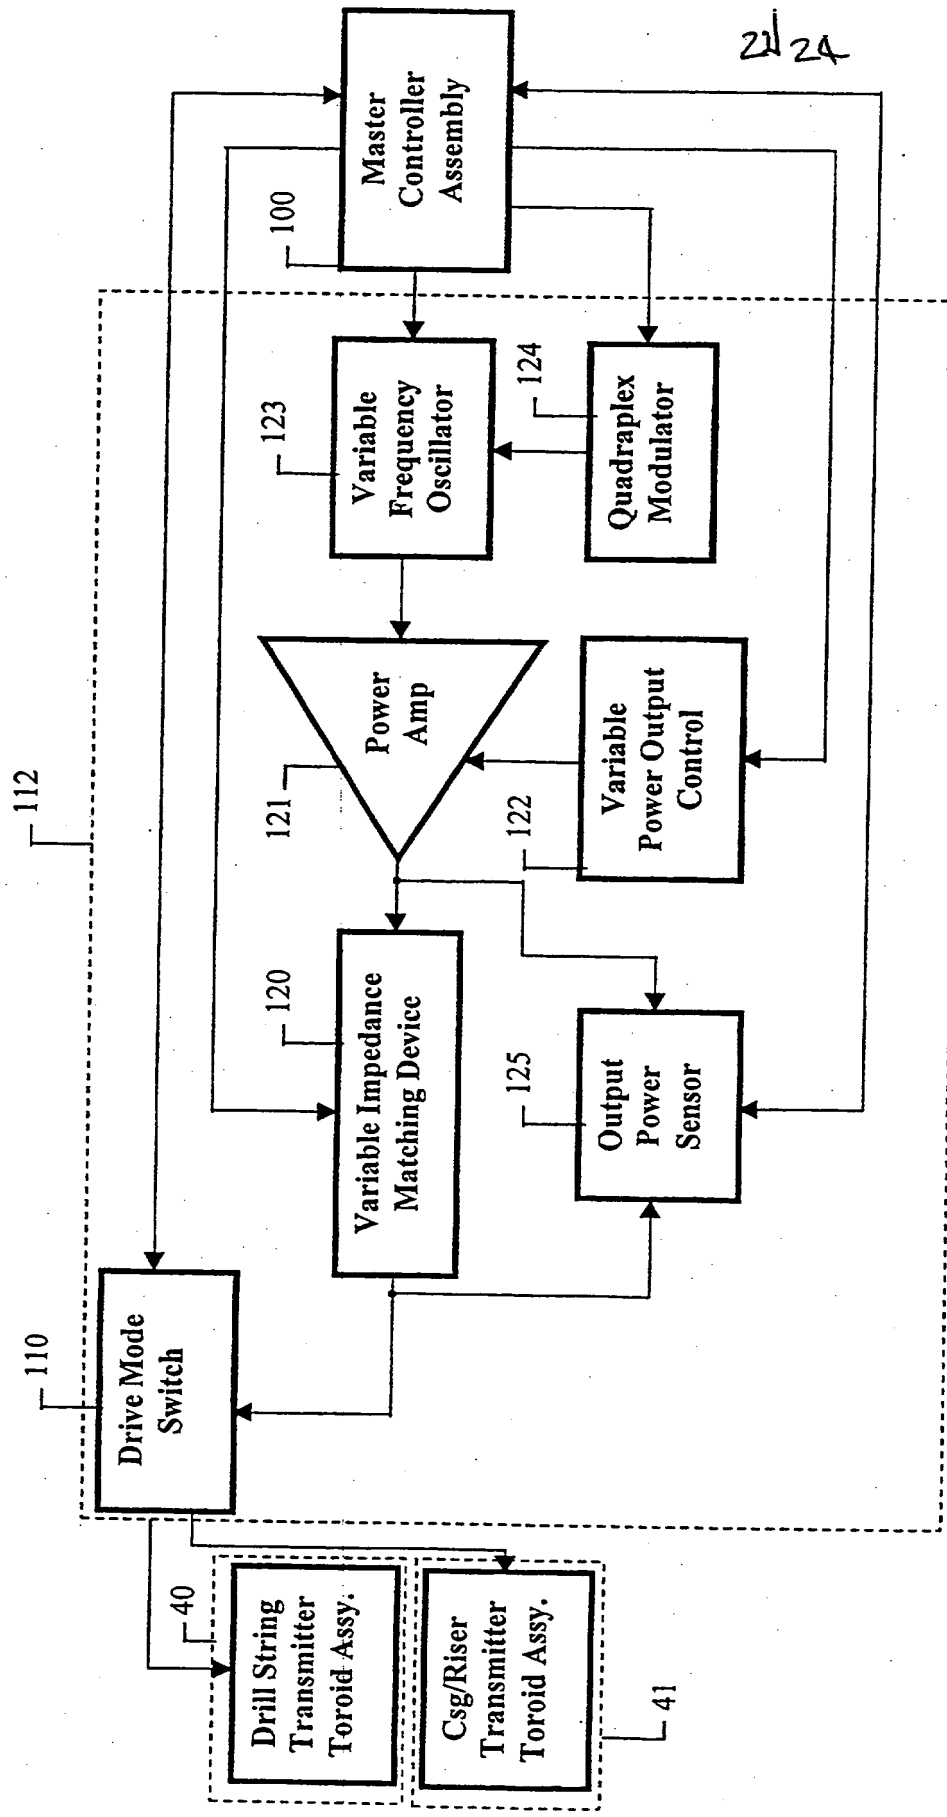 112
110
Drive Mode
Switch
40
Drill String
Transmitter
Toroid Assy.
120
Variable Impedance
Matching Device
121
Power
Amp
123
Variable
Frequency
Oscillator
100
Master
Controller
Assembly
Csg/Riser
Transmitter
Toroid Assy.
41
125
Output
Power
Sensor
122
Variable
Power Output
Control
124
Quadraplex
Modulator